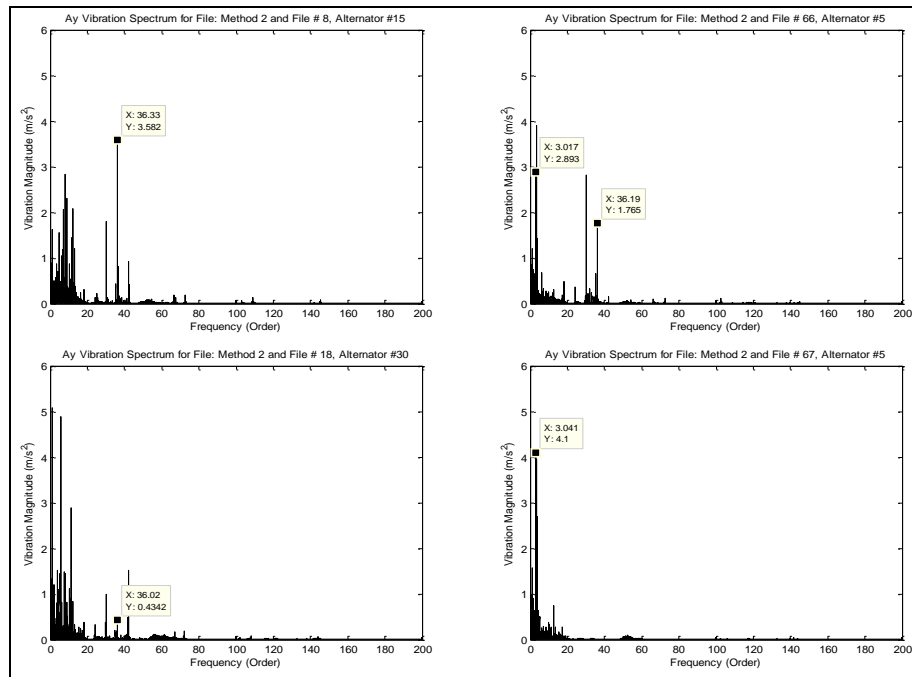 Ay Vibration Spectrum for File: Method 2 and File # 8, Alternator #15
6
5
4
3
2
1
0
Vibration Magnitude (m/s²)
X: 36.33
Y: 3.582
0 20 40 60 80 100 120 140 160 180 200
Frequency (Order)
Ay Vibration Spectrum for File: Method 2 and File # 66, Alternator #5
6
5
4
3
2
1
0
Vibration Magnitude (m/s²)
X: 3.017
Y: 2.893
X: 36.19
Y: 1.765
0 20 40 60 80 100 120 140 160 180 200
Frequency (Order)
Ay Vibration Spectrum for File: Method 2 and File # 18, Alternator #30
6
5
4
3
2
1
0
Vibration Magnitude (m/s²)
X: 36.02
Y: 0.4342
0 20 40 60 80 100 120 140 160 180 200
Frequency (Order)
Ay Vibration Spectrum for File: Method 2 and File # 67, Alternator #5
6
5
4
3
2
1
0
Vibration Magnitude (m/s²)
X: 3.041
Y: 4.1
0 20 40 60 80 100 120 140 160 180 200
Frequency (Order)